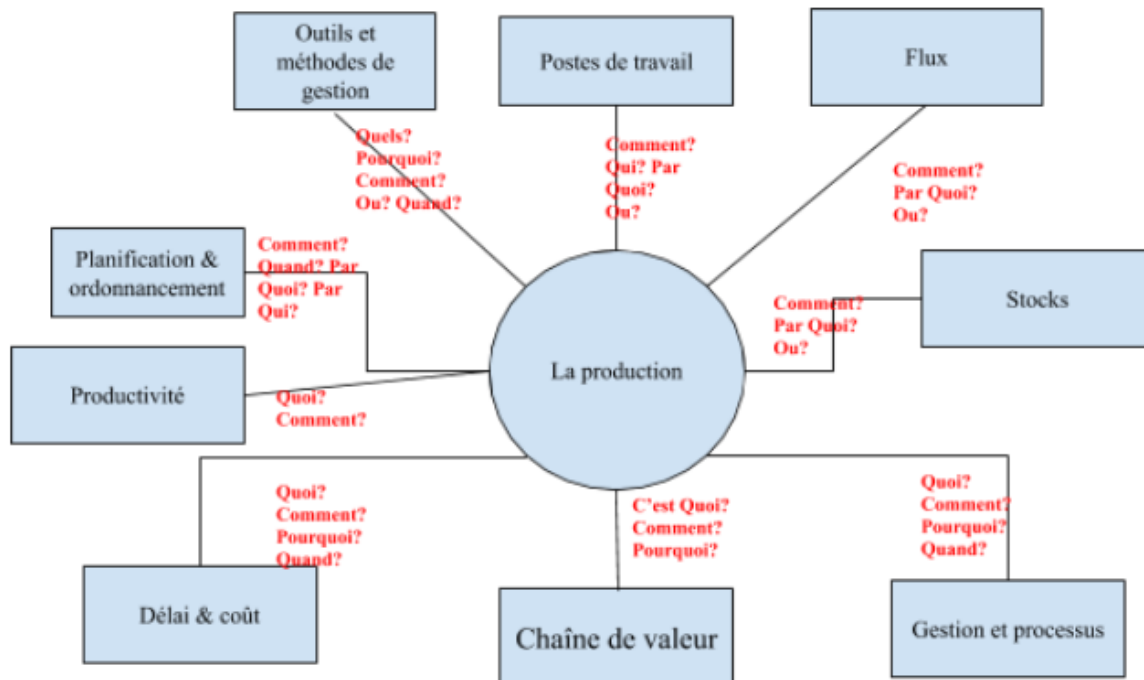 Outils et
méthodes de
gestion
Postes de travail
Flux
Quels?
Pourquoi?
Comment?
Ou? Quand?
Comment?
Qui? Par
Quoi?
Ou?
Comment?
Par Quoi?
Ou?
Planification &
ordonnancement
Comment?
Quand? Par
Quoi? Par
Qui?
Comment?
Par Quoi?
Ou?
Stocks
La production
Productivité
Quoi?
Comment?
Quoi?
Comment?
Pourquoi?
Quand?
C'est Quoi?
Comment?
Pourquoi?
Quoi?
Comment?
Pourquoi?
Quand?
Délai & coût
Chaîne de valeur
Gestion et processus